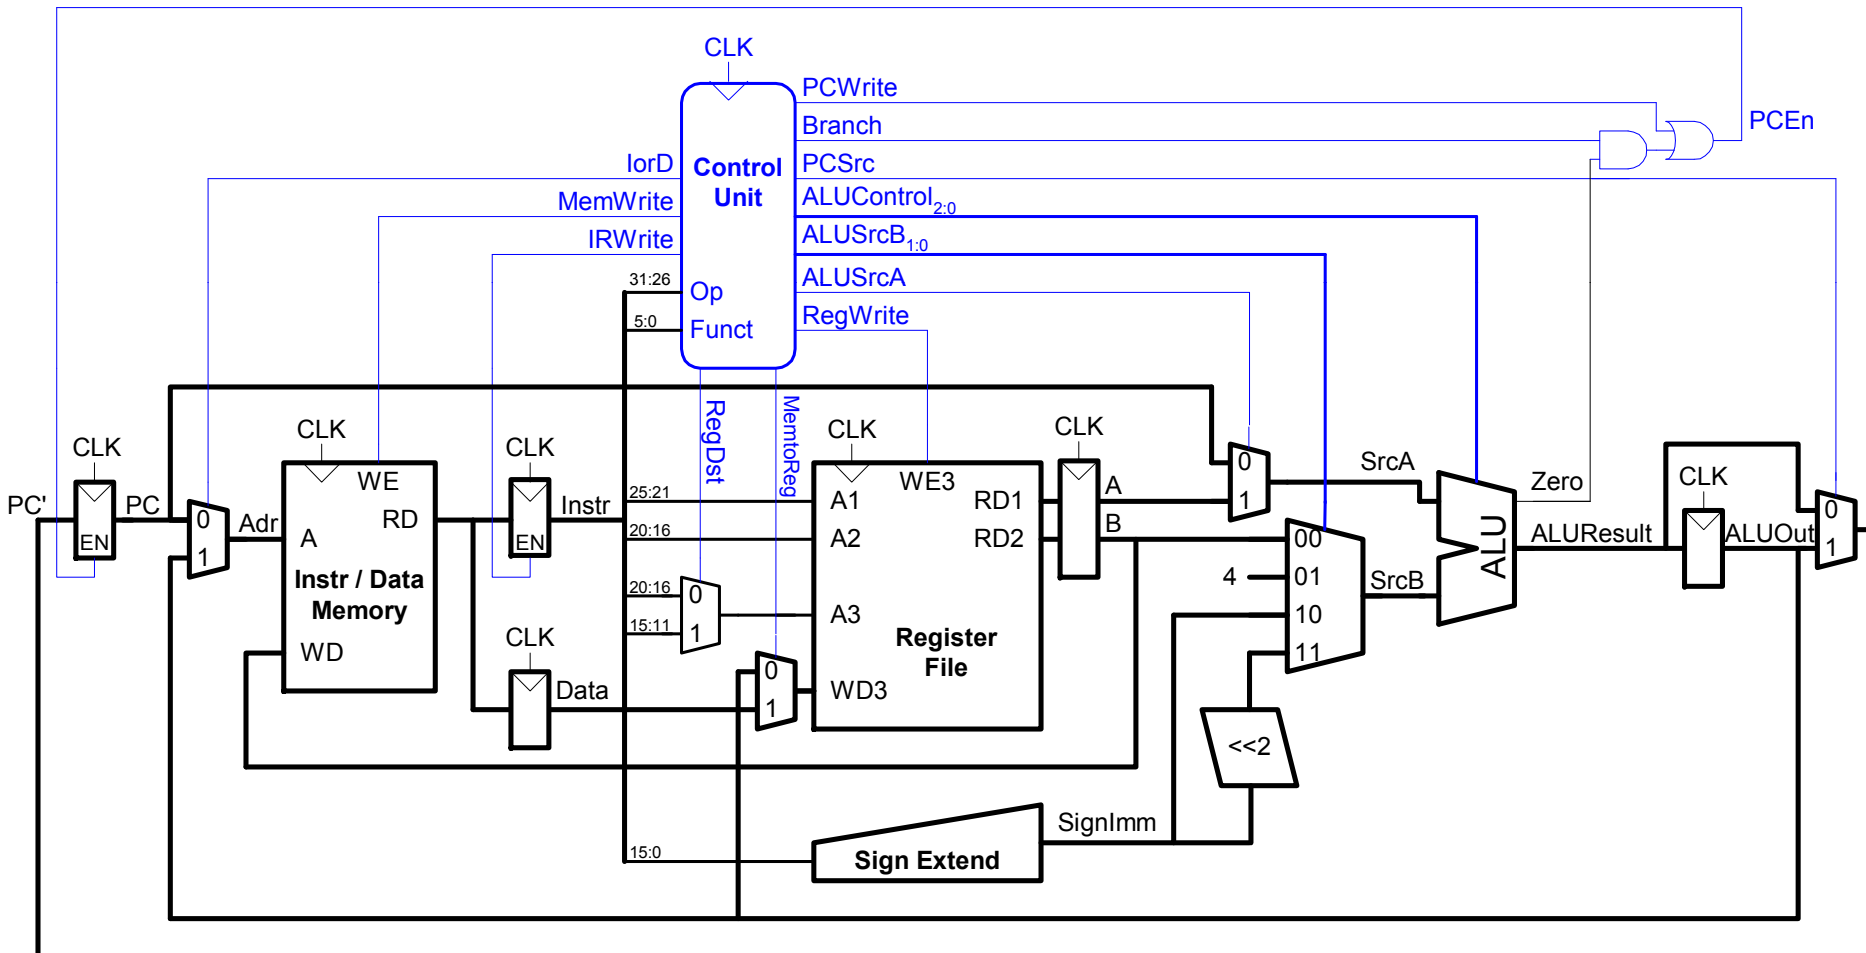 CLK
PCWrite
Branch
PCEn
IorD
Control
Unit
PCSrc
MemWrite
ALUControl2:0
IRWrite
ALUSrcB1:0
31:26
Op
ALUSrcA
5:0
Funct
RegWrite
RegDst
MemtoReg
CLK
CLK
CLK
CLK
CLK
CLK
PC'
EN
PC
0
1
Adr
WE
A
RD
Instr / Data
Memory
WD
EN
Instr
25:21
20:16
20:16
0
15:11
1
CLK
Data
0
1
A1
WE3
RD1
A2
RD2
A3
Register
File
WD3
A
B
0
1
SrcA
00
4
01
10
11
SrcB
ALU
Zero
ALUResult
ALUOut
0
1
<<2
SignImm
15:0
Sign Extend